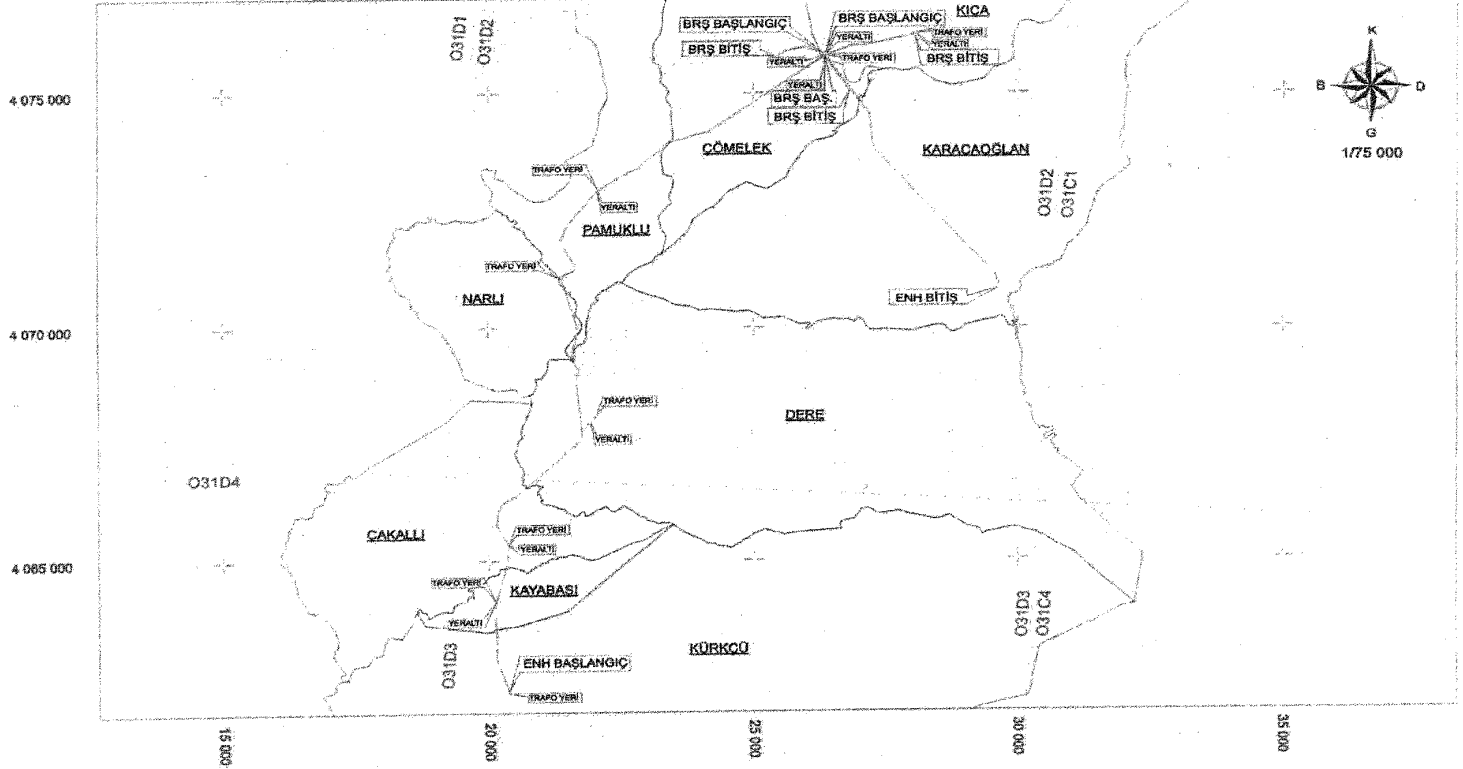 KICA
O31D1
O31D2
BRŞ BAŞLANGIÇ
BRŞ BAŞLANGIÇ
YERALTI
TRAFO YERİ
YERALTI
BRŞ BİTİŞ
BRŞ BİTİŞ
YERALTI
TRAFO YERİ
YERALTI
BRŞ BAŞ.
BRŞ BİTİŞ
K
B
D
G
1/75 000
4 075 000
ÇÖMELEK
KARACAOĞLAN
TRAFO YERİ
YERALTI
O31D2
O31C1
PAMUKLU
TRAFO YERİ
NARLI
ENH BİTİŞ
4 070 000
TRAFO YERİ
DERE
YERALTI
O31D4
ÇAKALLI
TRAFO YERİ
YERALTI
4 065 000
TRAFO YERİ
KAYABAŞI
YERALTI
O31D3
O31C4
KÜRKÇÜ
O31D3
ENH BAŞLANGIÇ
TRAFO YERİ
15 000
20 000
25 000
30 000
35 000